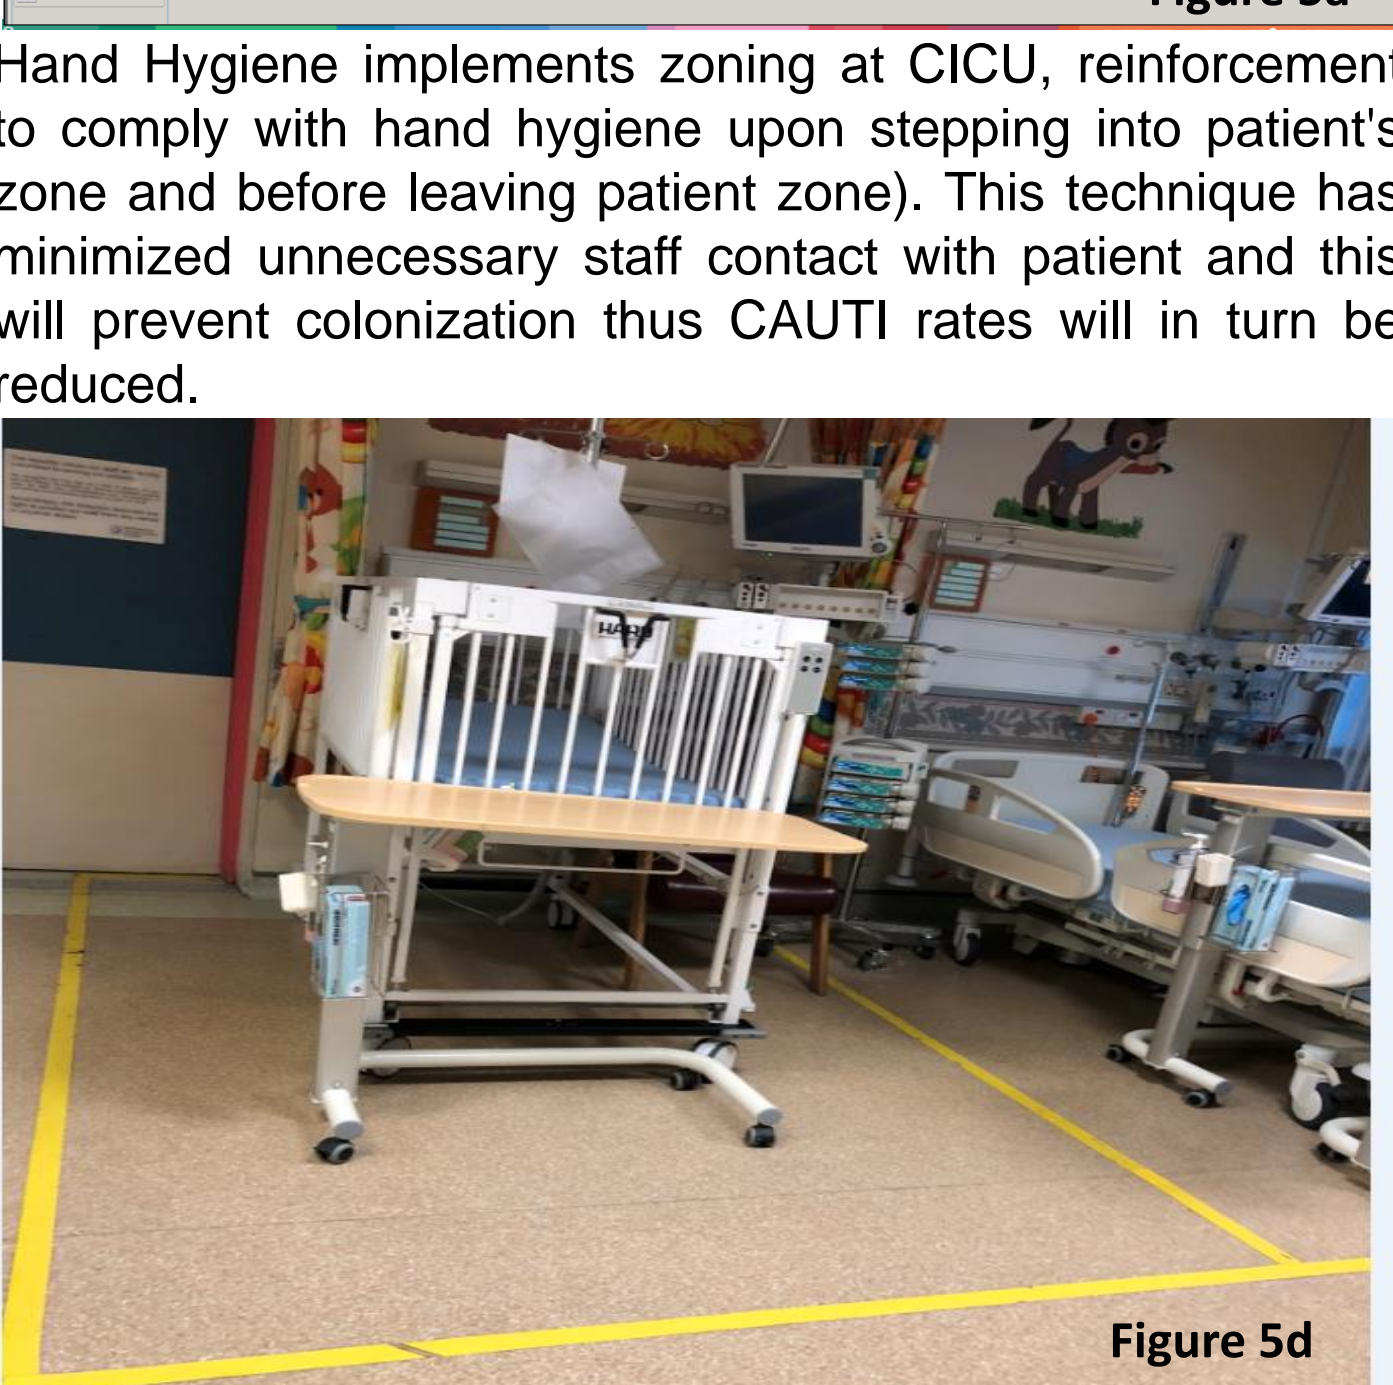 Hand Hygiene implements zoning at CICU, reinforcement
to comply with hand hygiene upon stepping into patient's
zone and before leaving patient zone). This technique has
minimized unnecessary staff contact with patient and this
will prevent colonization thus CAUTI rates will in turn be
reduced.
Figure 5d